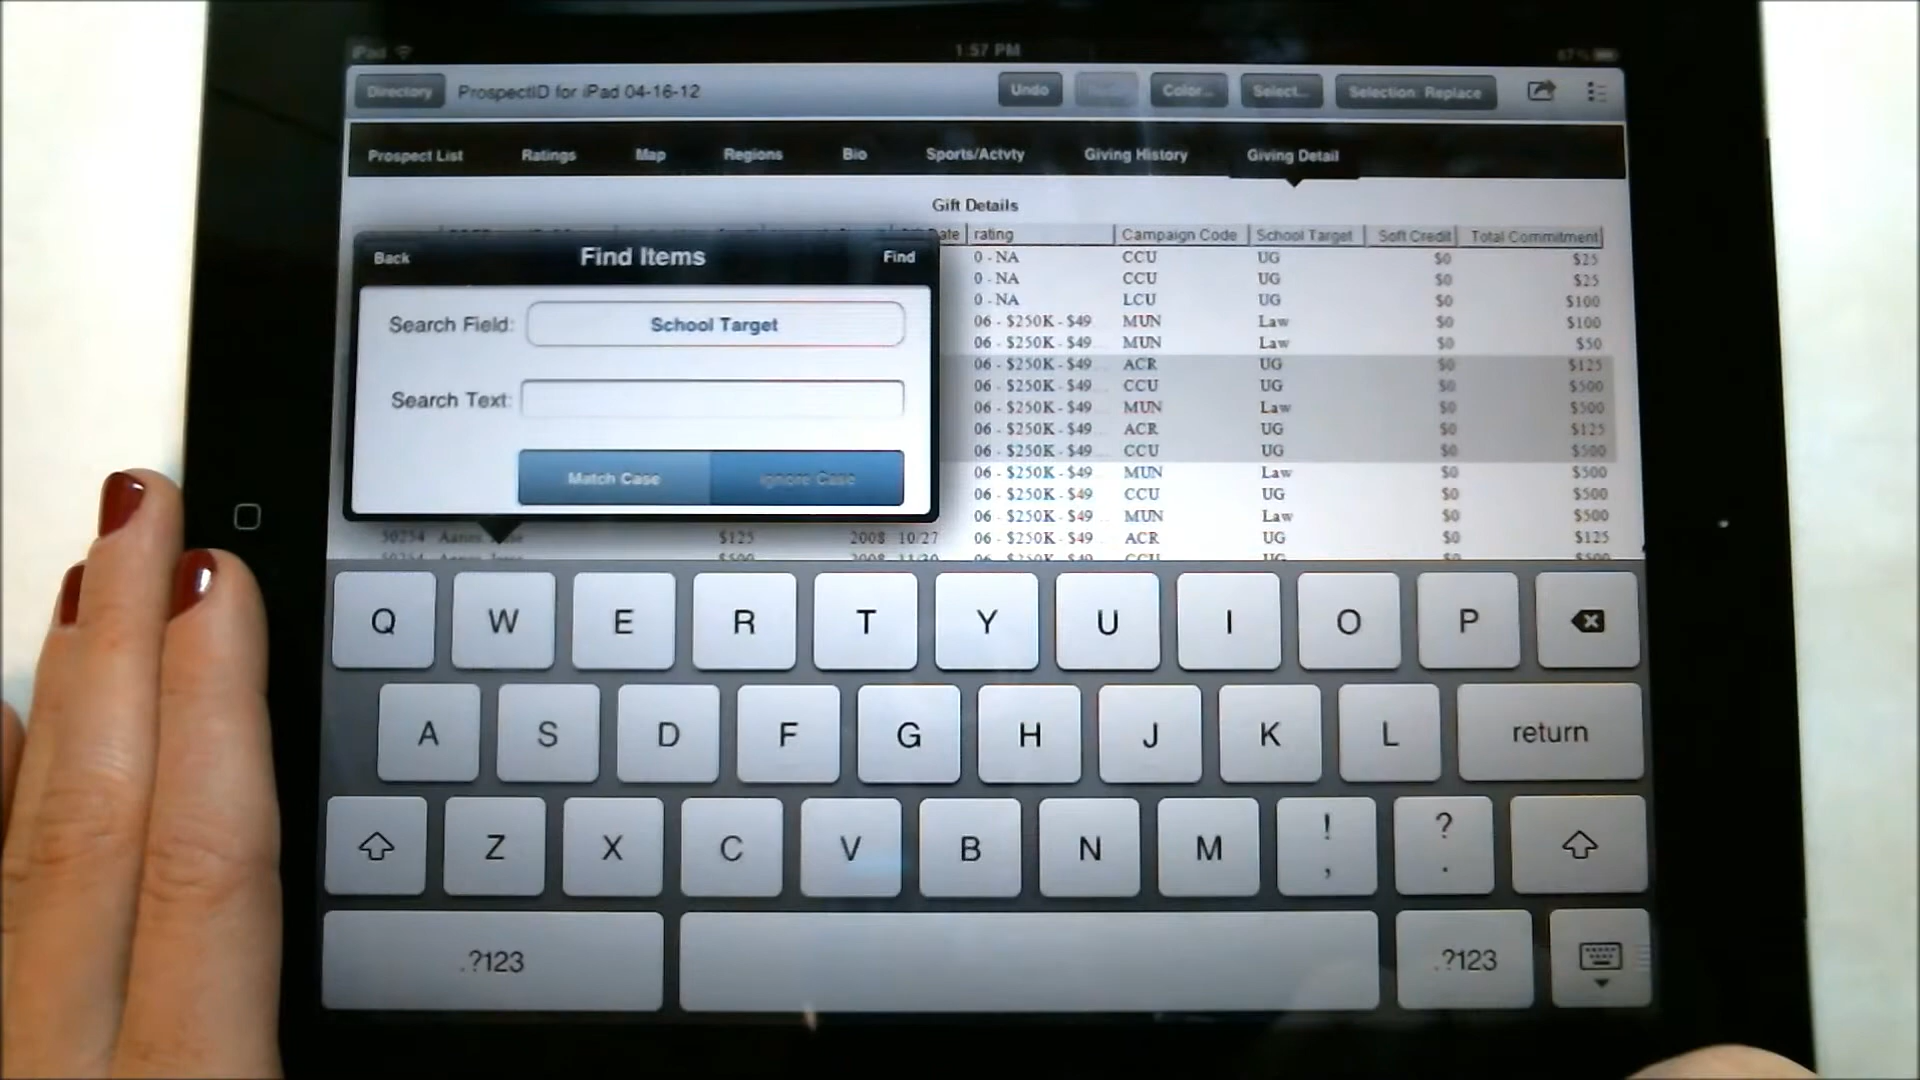 iPad 1:57 PM
Directory ProspectID for iPad 04-16-12 Undo Color... Select... Selection: Replace
Prospect List Ratings Map Regions Bio Sports/Actvty Giving History Giving Detail
Gift Details
Date rating Campaign Code School Target Soft Credit Total Commitment
Back Find Items Find
Search Field: School Target
Search Text:
Match Case Ignore Case
0 - NA CCU UG $0 $25
0 - NA CCU UG $0 $25
0 - NA LCU UG $0 $100
06 - $250K - $49 MUN Law $0 $100
06 - $250K - $49 MUN Law $0 $50
06 - $250K - $49 ACR UG $0 $125
06 - $250K - $49 CCU UG $0 $500
06 - $250K - $49 MUN Law $0 $500
06 - $250K - $49 ACR UG $0 $125
06 - $250K - $49 CCU UG $0 $500
06 - $250K - $49 MUN Law $0 $500
06 - $250K - $49 CCU UG $0 $500
06 - $250K - $49 MUN Law $0 $500
50254 $125 2008 10/27 06 - $250K - $49 ACR UG $0 $125
Q W E R T Y U I O P
A S D F G H J K L return
Z X C V B N M ! , ? .
.?123 .?123